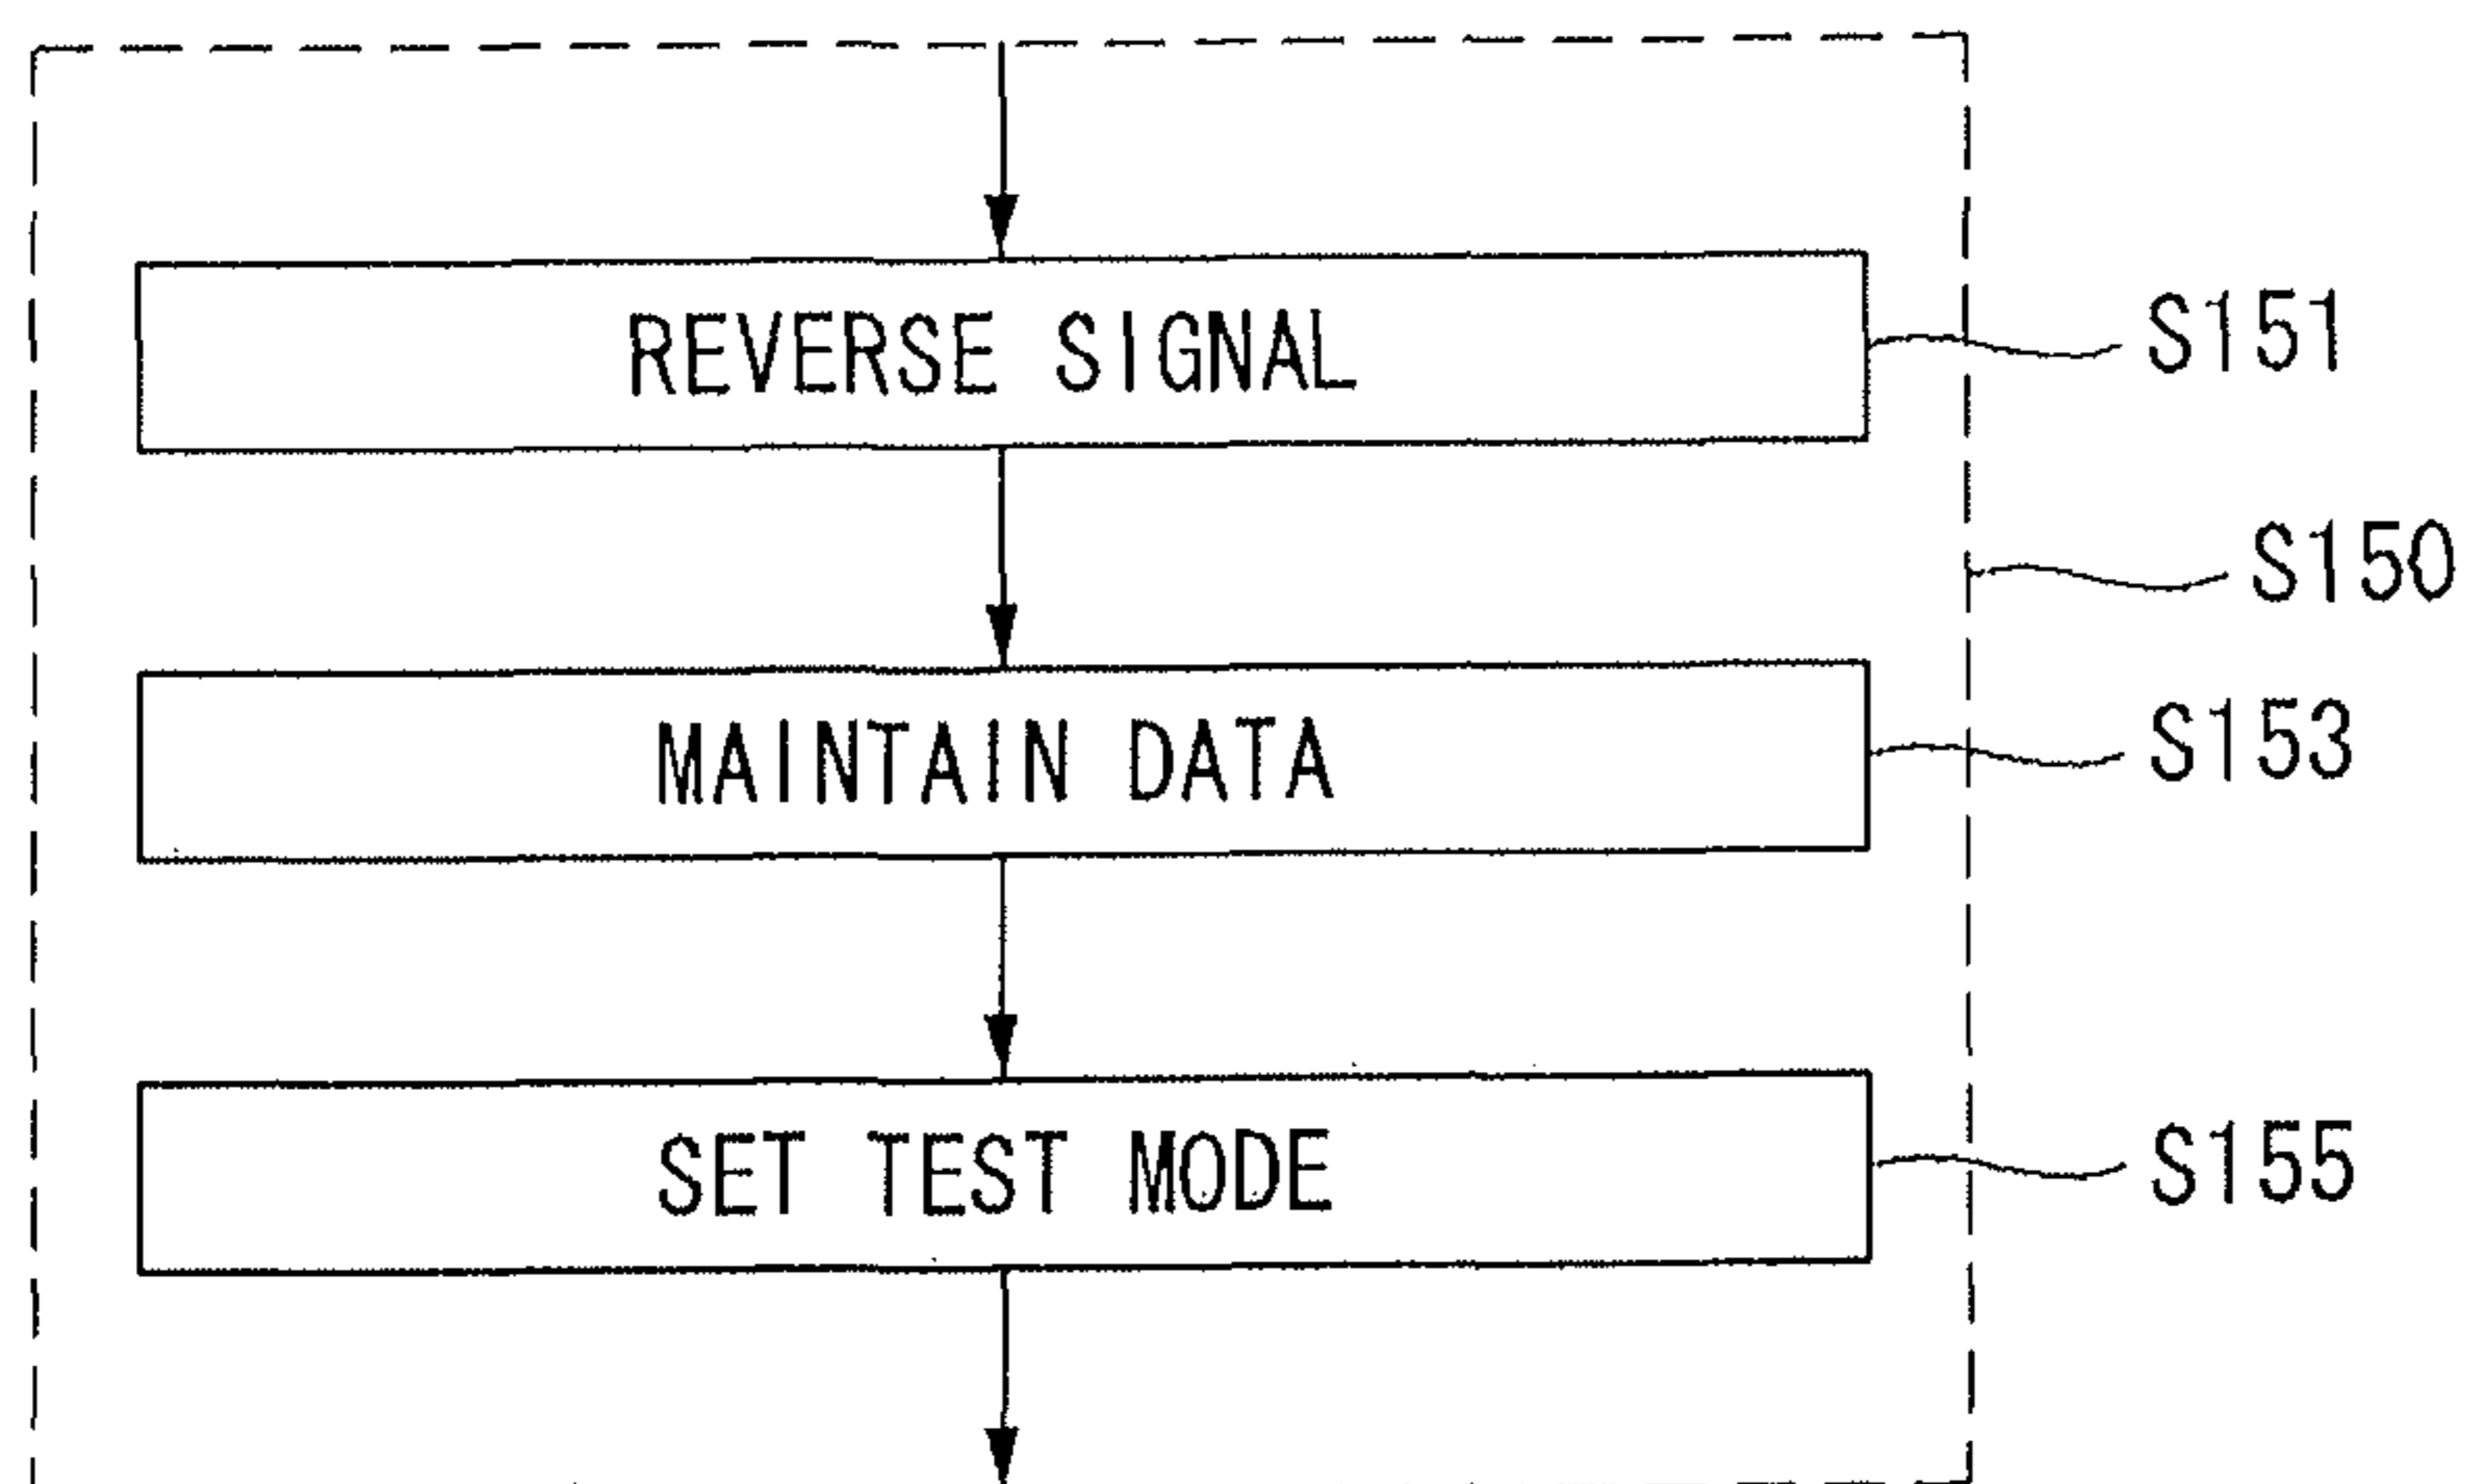 REVERSE SIGNAL
S151
S150
MAINTAIN DATA
S153
SET TEST MODE
S155